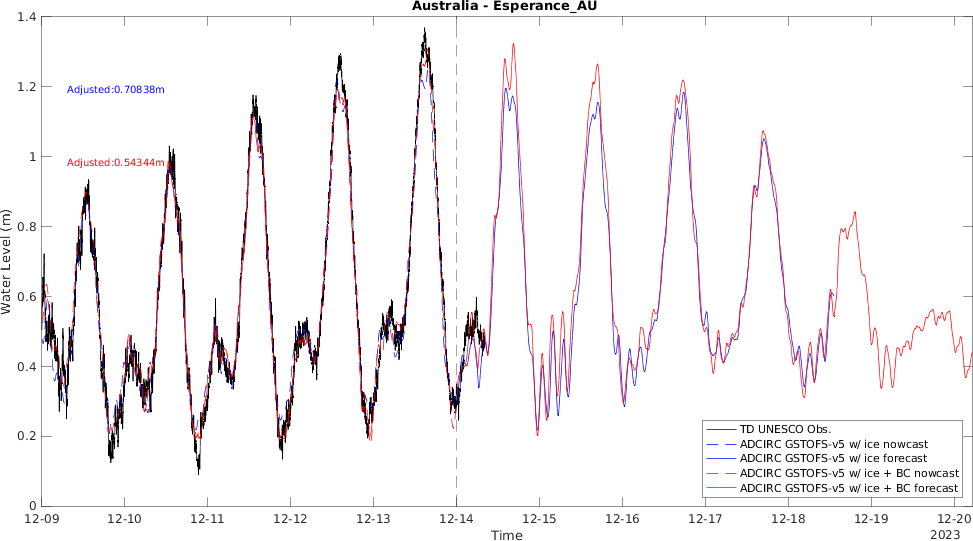 Australia - Esperance_AU
1.4
1.2
1
0.8
0.6
0.4
0.2
0
Water Level (m)
Adjusted:0.70838m
Adjusted:0.54344m
TD UNESCO Obs.
ADCIRC GSTOFS-v5 w/ ice nowcast
ADCIRC GSTOFS-v5 w/ ice forecast
ADCIRC GSTOFS-v5 w/ ice + BC nowcast
ADCIRC GSTOFS-v5 w/ ice + BC forecast
12-09 12-10 12-11 12-12 12-13 12-14 12-15 12-16 12-17 12-18 12-19 12-20
Time
2023